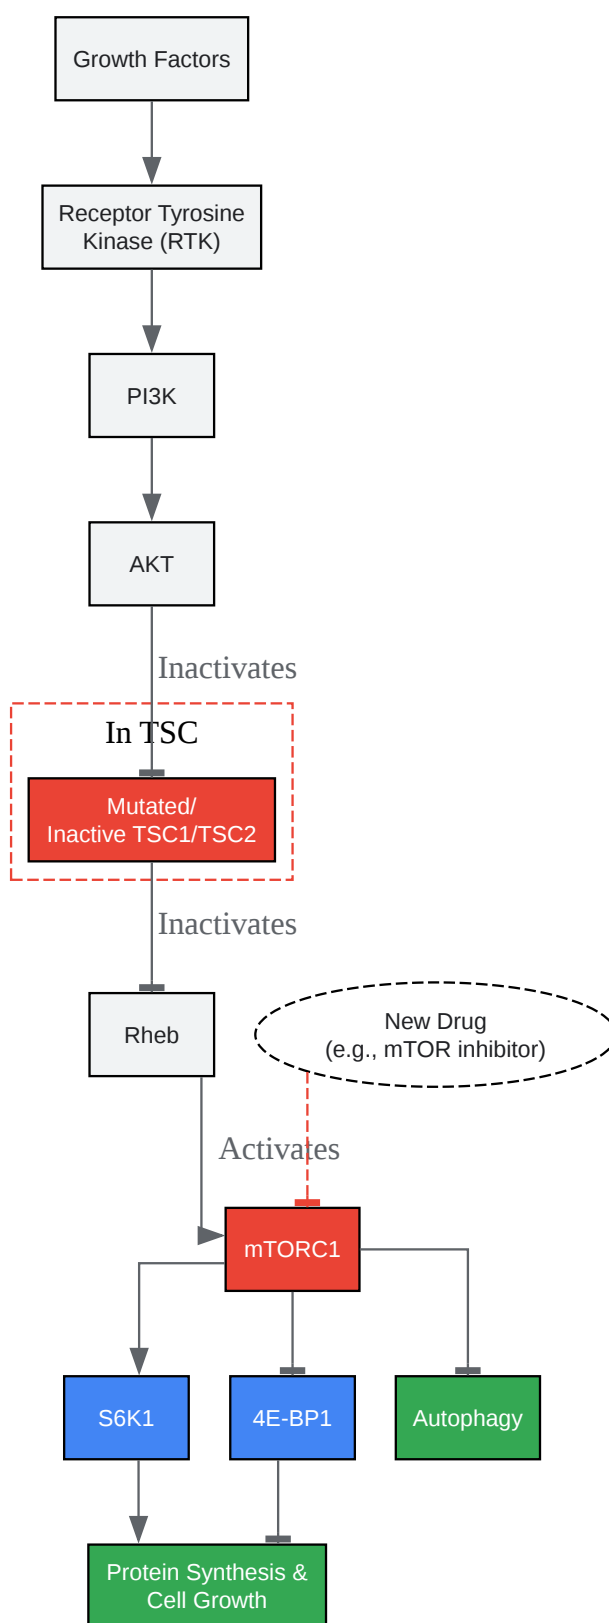 Growth Factors
Receptor Tyrosine
Kinase (RTK)
PI3K
AKT
Inactivates
In TSC
Mutated/
Inactive TSC1/TSC2
Inactivates
Rheb
New Drug
(e.g., mTOR inhibitor)
Activates
mTORC1
S6K1
4E-BP1
Autophagy
Protein Synthesis &
Cell Growth